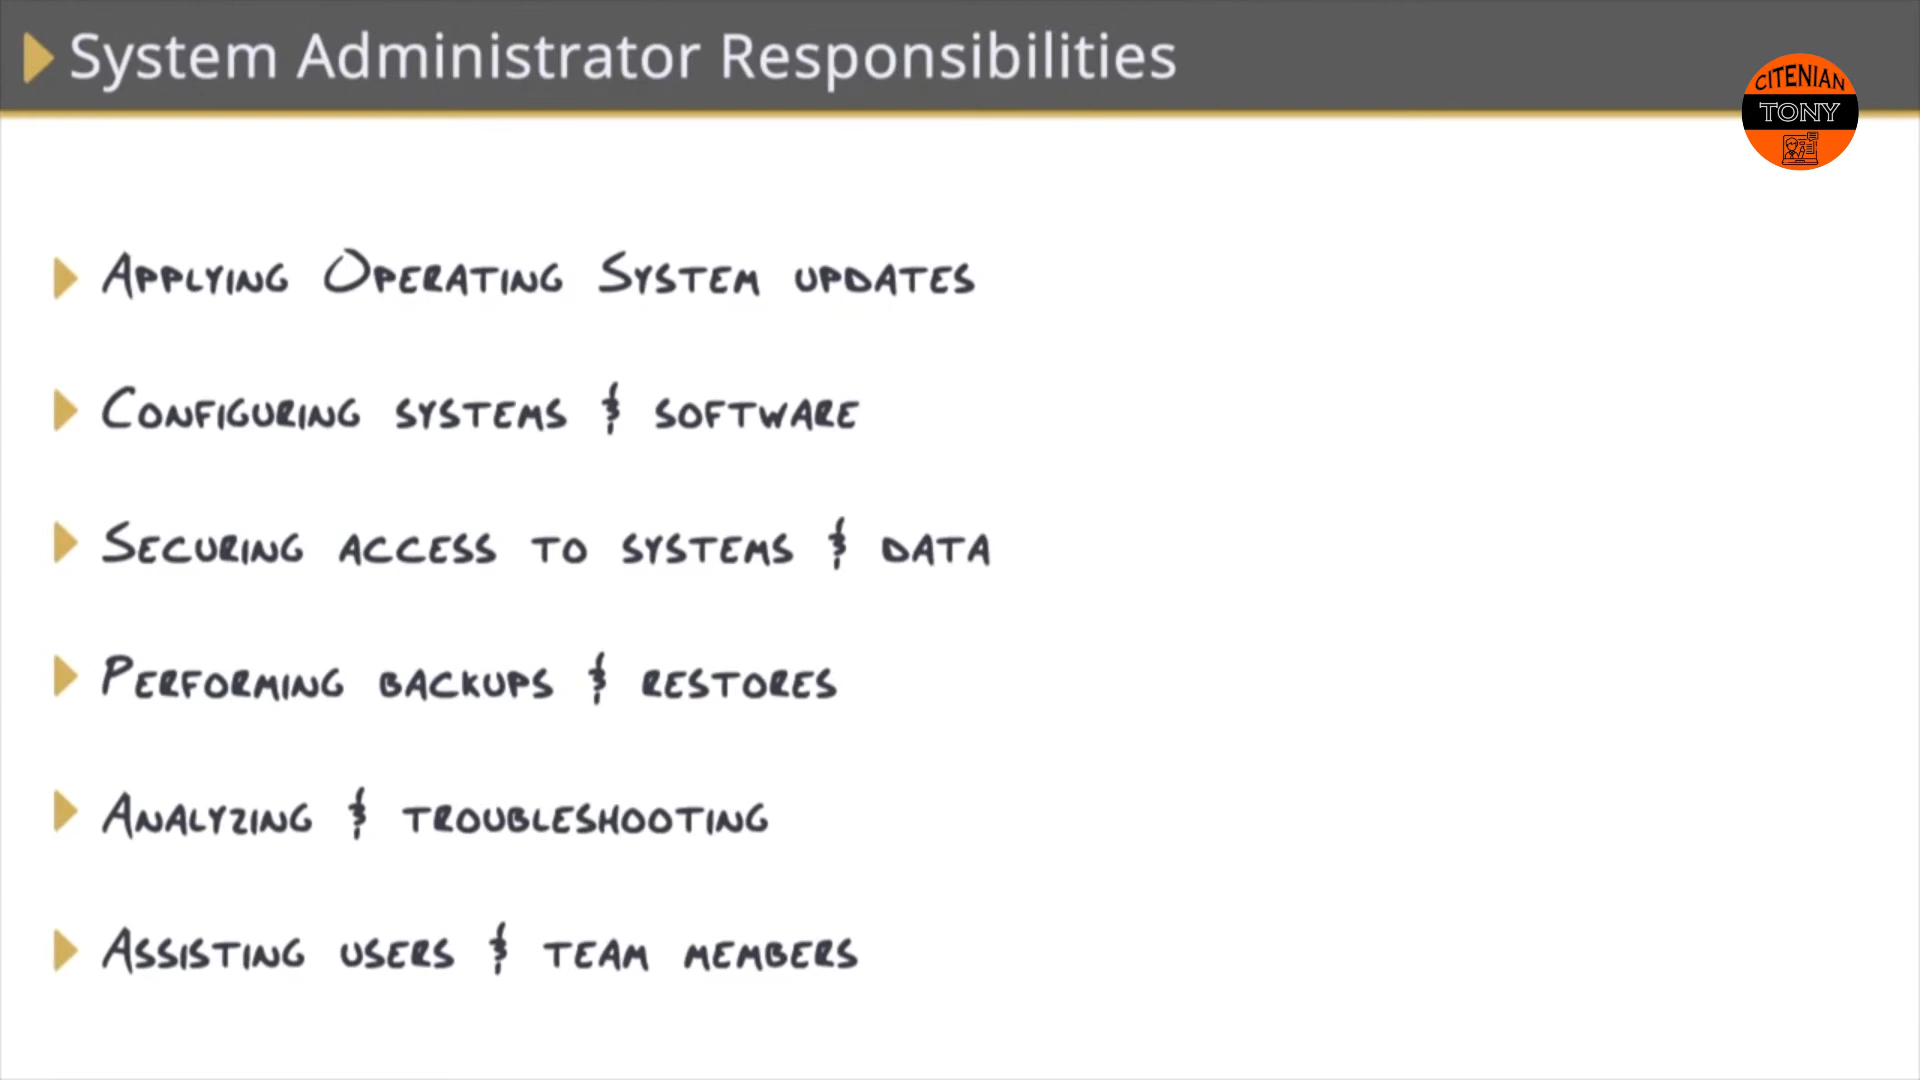 System Administrator Responsibilities
CITENIAN
TONY
Applying Operating System updates
Configuring systems & software
Securing access to systems & data
Performing backups & restores
Analyzing & troubleshooting
Assisting users & team members